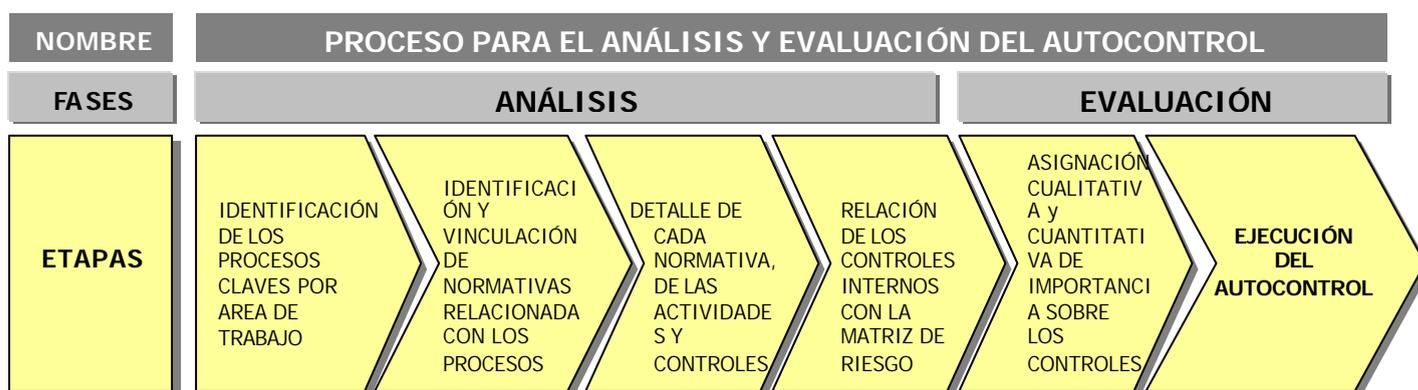 NOMBRE
PROCESO PARA EL ANÁLISIS Y EVALUACIÓN DEL AUTOCONTROL
FASES
ANÁLISIS
EVALUACIÓN
ETAPAS
IDENTIFICACIÓN
DE LOS
PROCESOS
CLAVES POR
AREA DE
TRABAJO
IDENTIFICACI
ÓN Y
VINCULACIÓN
DE
NORMATIVAS
RELACIONADA
CON LOS
PROCESOS
DETALLE DE
CADA
NORMATIVA,
DE LAS
ACTIVIDADE
S Y
CONTROLES
RELACIÓN
DE LOS
CONTROLES
INTERNOS
CON LA
MATRIZ DE
RIESGO
ASIGNACIÓN
CUALITATIV
A y
CUANTITATI
VA DE
IMPORTANCI
A SOBRE
LOS
CONTROLES
EJECUCIÓN
DEL
AUTOCONTROL